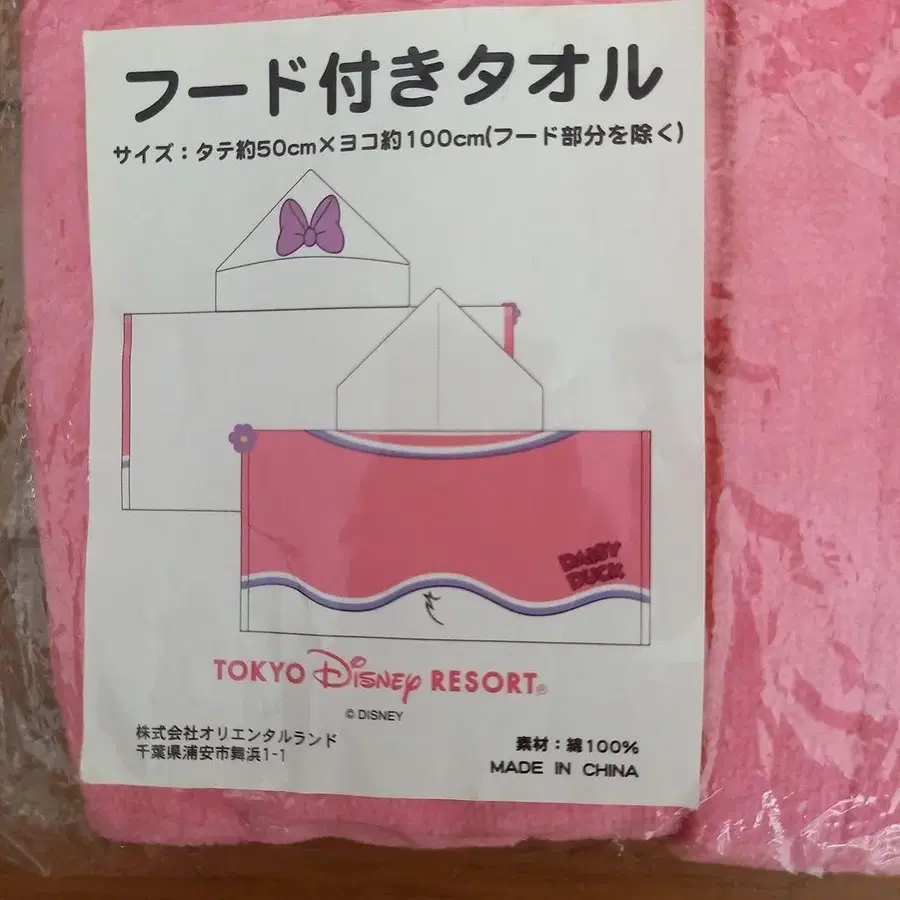 フード付きタオル
サイズ：タテ約50cm×ヨコ約100cm(フード部分を除く)
DAISY
DUCK
TOKYO Disney RESORT®
© DISNEY
株式会社オリエンタルランド
千葉県浦安市舞浜1-1
素材：綿100%
MADE IN CHINA